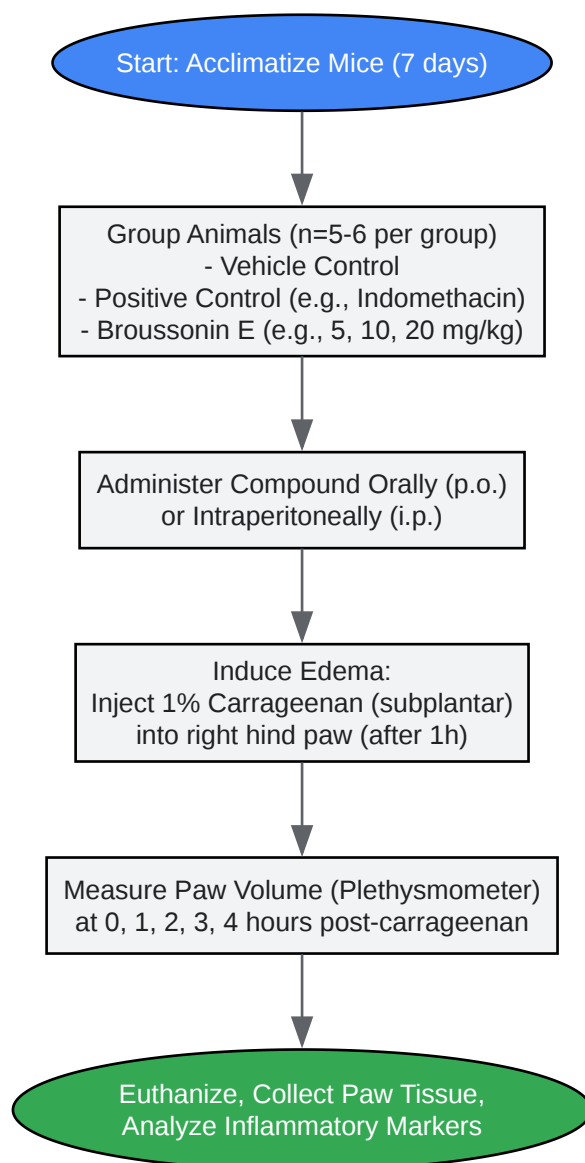 Start: Acclimatize Mice (7 days)
Group Animals (n=5-6 per group)
- Vehicle Control
- Positive Control (e.g., Indomethacin)
- Broussonin E (e.g., 5, 10, 20 mg/kg)
Administer Compound Orally (p.o.)
or Intraperitoneally (i.p.)
Induce Edema:
Inject 1% Carrageenan (subplantar)
into right hind paw (after 1h)
Measure Paw Volume (Plethysmometer)
at 0, 1, 2, 3, 4 hours post-carrageenan
Euthanize, Collect Paw Tissue,
Analyze Inflammatory Markers